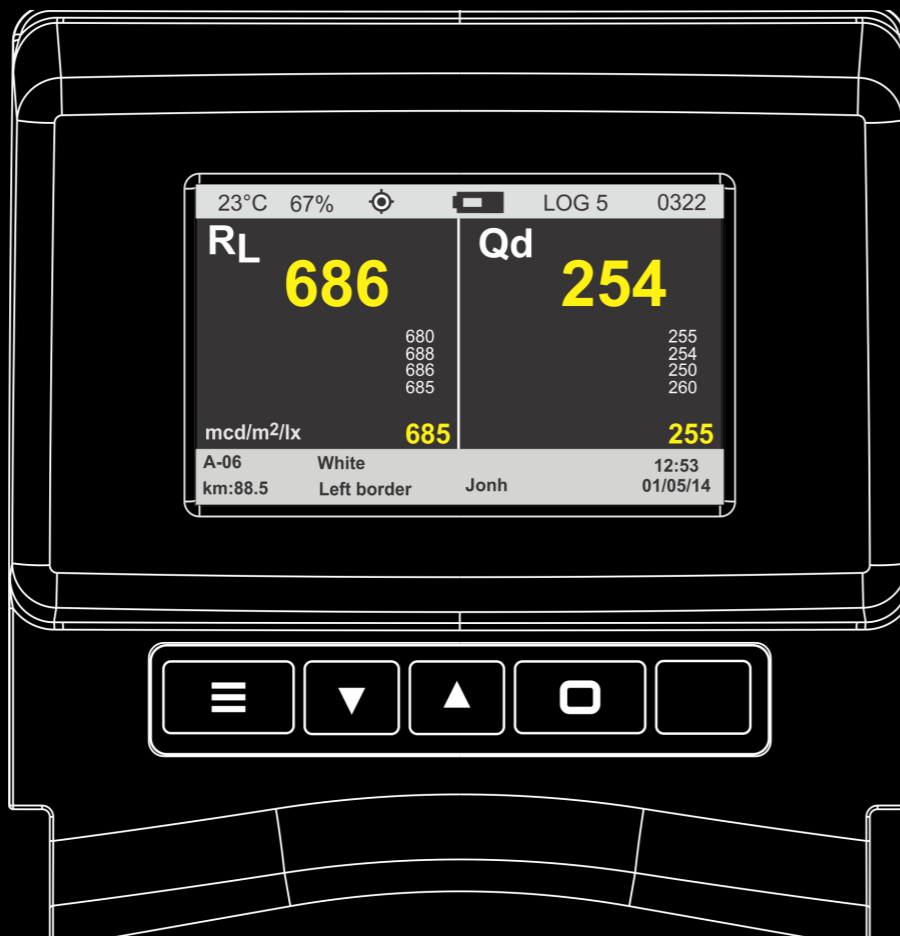 23°C 67% LOG 5 0322
RL Qd
686 254
680 255
688 254
686 250
685 260
mcd/m²/lx 685 255
A-06 White 12:53
km:88.5 Left border Jonh 01/05/14